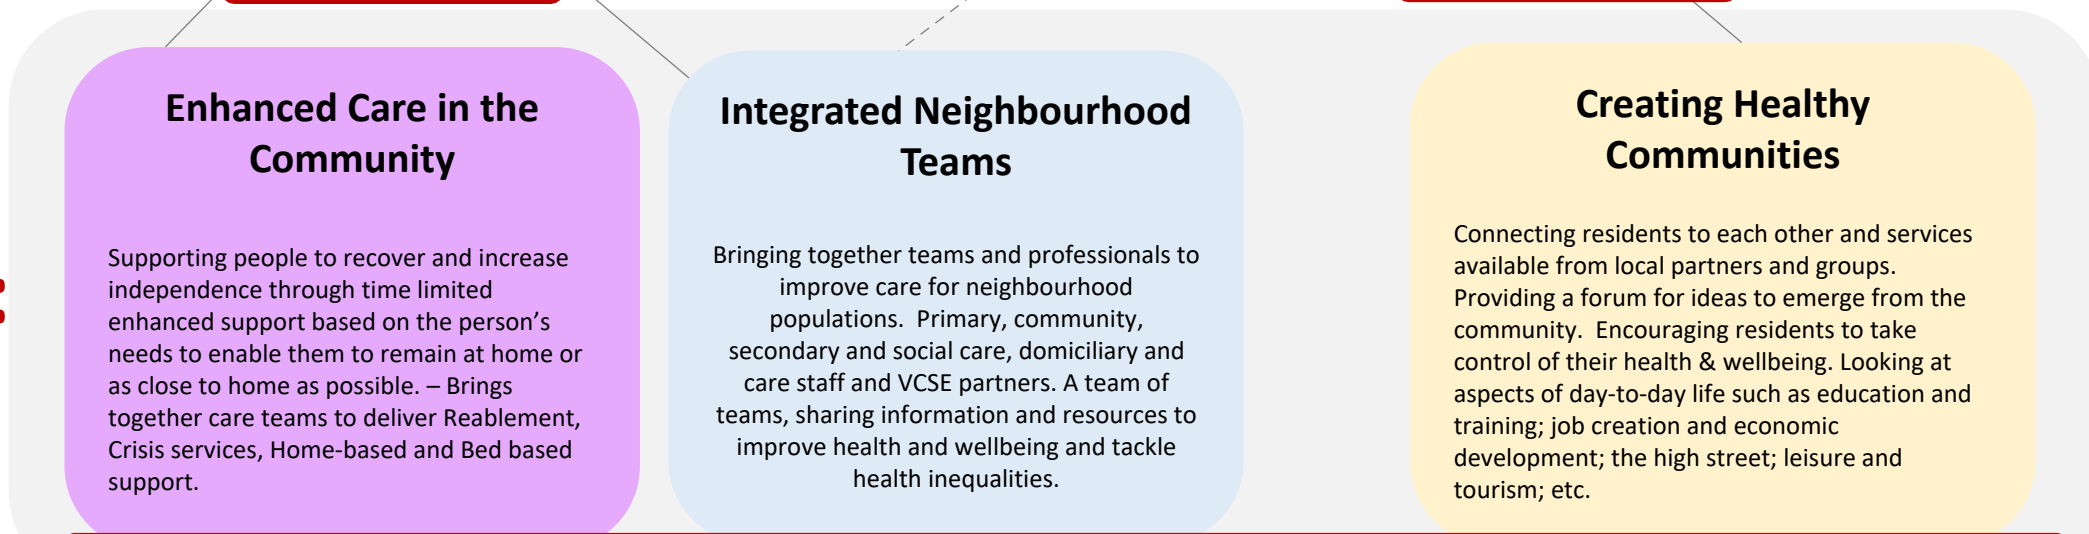 Enhanced Care in the
Community
Supporting people to recover and increase
independence through time limited
enhanced support based on the person’s
needs to enable them to remain at home or
as close to home as possible. – Brings
together care teams to deliver Reablement,
Crisis services, Home-based and Bed based
support.
Integrated Neighbourhood
Teams
Bringing together teams and professionals to
improve care for neighbourhood
populations.  Primary, community,
secondary and social care, domiciliary and
care staff and VCSE partners. A team of
teams, sharing information and resources to
improve health and wellbeing and tackle
health inequalities.
Creating Healthy
Communities
Connecting residents to each other and services
available from local partners and groups.
Providing a forum for ideas to emerge from the
community.  Encouraging residents to take
control of their health & wellbeing. Looking at
aspects of day-to-day life such as education and
training; job creation and economic
development; the high street; leisure and
tourism; etc.